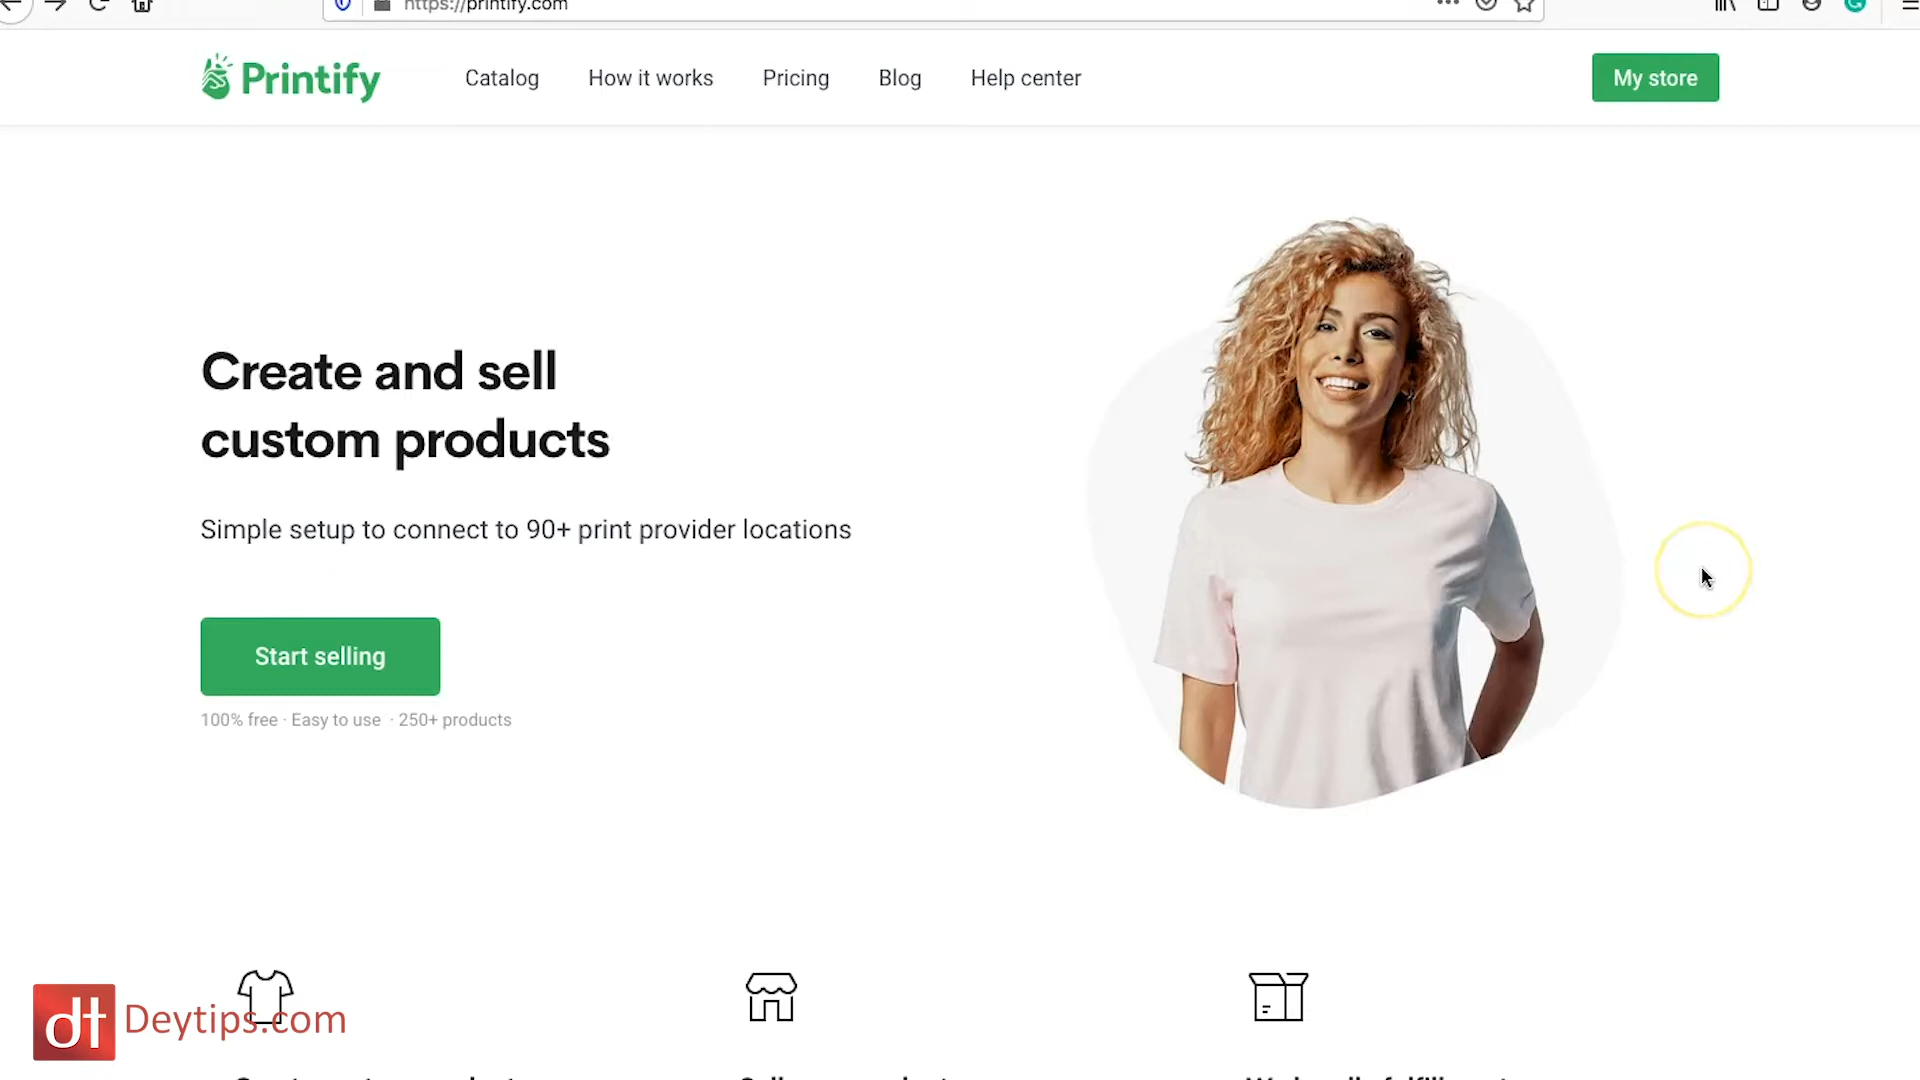 https://printify.com
Printify
Catalog
How it works
Pricing
Blog
Help center
My store
Create and sell
custom products
Simple setup to connect to 90+ print provider locations
Start selling
100% free · Easy to use · 250+ products
dt Deytips.com